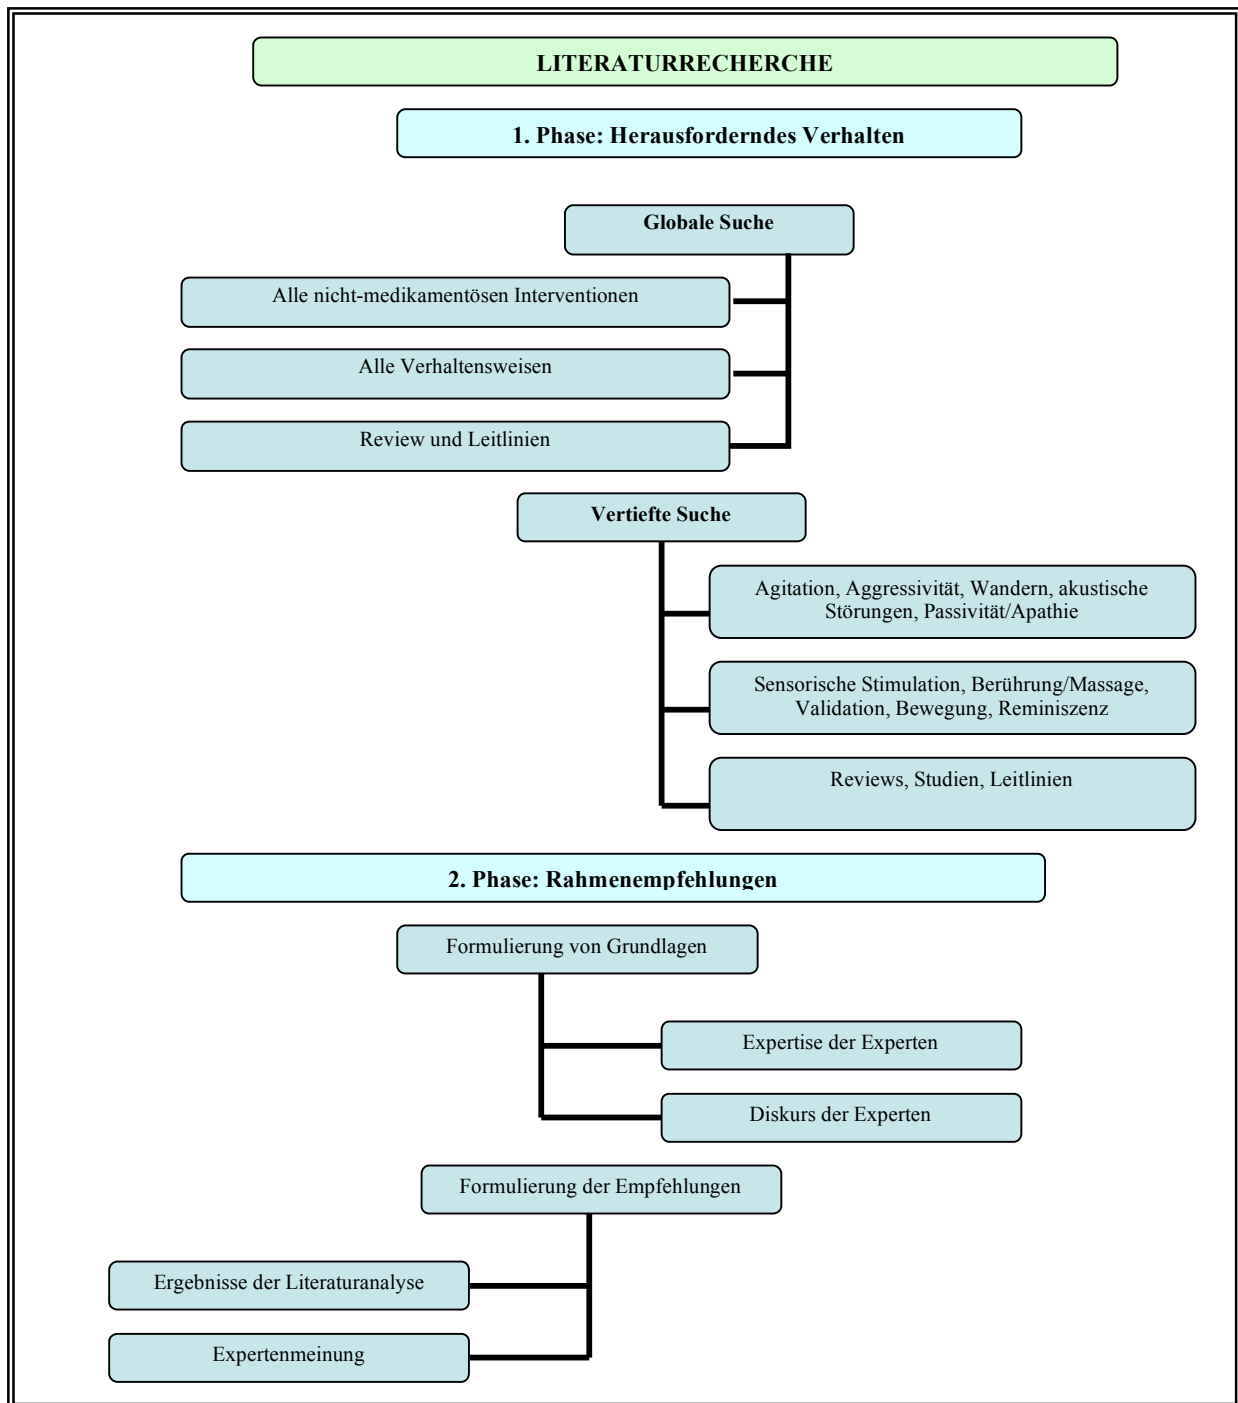 LITERATURRECHERCHE
1. Phase: Herausforderndes Verhalten
Globale Suche
Alle nicht-medikamentösen Interventionen
Alle Verhaltensweisen
Review und Leitlinien
Vertiefte Suche
Agitation, Aggressivität, Wandern, akustische
Störungen, Passivität/Apathie
Sensorische Stimulation, Berührung/Massage,
Validation, Bewegung, Reminiszenz
Reviews, Studien, Leitlinien
2. Phase: Rahmenempfehlungen
Formulierung von Grundlagen
Expertise der Experten
Diskurs der Experten
Formulierung der Empfehlungen
Ergebnisse der Literaturanalyse
Expertenmeinung